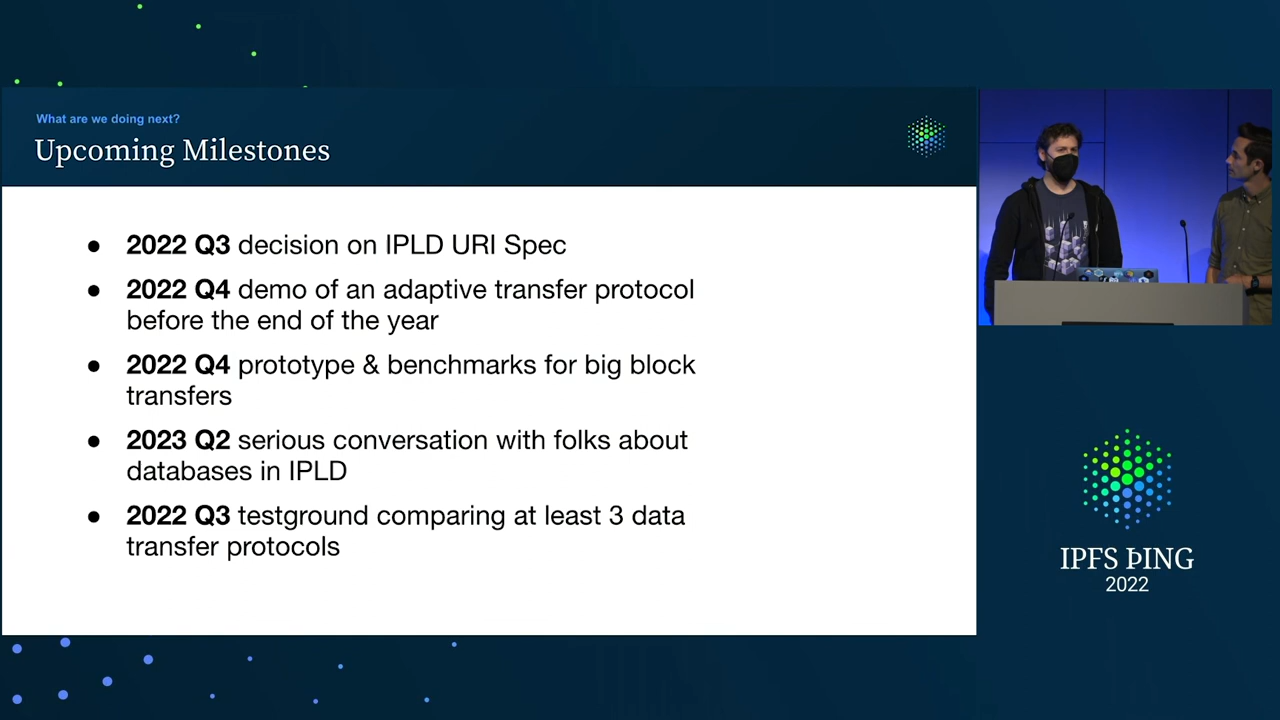 What are we doing next?
Upcoming Milestones
● 2022 Q3 decision on IPLD URI Spec
● 2022 Q4 demo of an adaptive transfer protocol
before the end of the year
● 2022 Q4 prototype & benchmarks for big block
transfers
● 2023 Q2 serious conversation with folks about
databases in IPLD
● 2022 Q3 testground comparing at least 3 data
transfer protocols
IPFS ÞING
2022